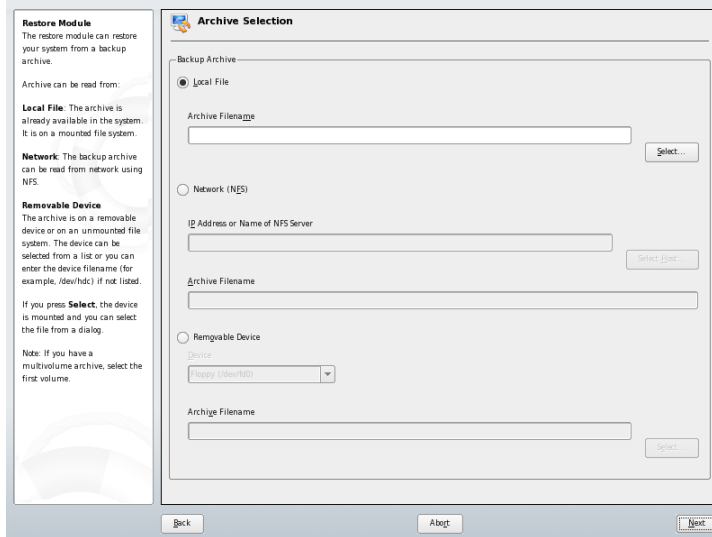 Restore Module
The restore module can restore
your system from a backup
archive.
Archive can be read from:
Local File: The archive is
already available in the system.
It is on a mounted file system.
Network: The backup archive
can be read from network using
NFS.
Removable Device
The archive is on a removable
device or on an unmounted file
system. The device can be
selected from a list or you can
enter the device filename (for
example, /dev/hdc) if not listed.
If you press Select, the device
is mounted and you can select
the file from a dialog.
Note: If you have a
multivolume archive, select the
first volume.
Archive Selection
Backup Archive
Local File
Archive Filename
Select...
Network (NFS)
IP Address or Name of NFS Server
Select Host...
Archive Filename
Removable Device
Device
Floppy (/dev/fd0)
Archive Filename
Select...
Back
Abort
Next